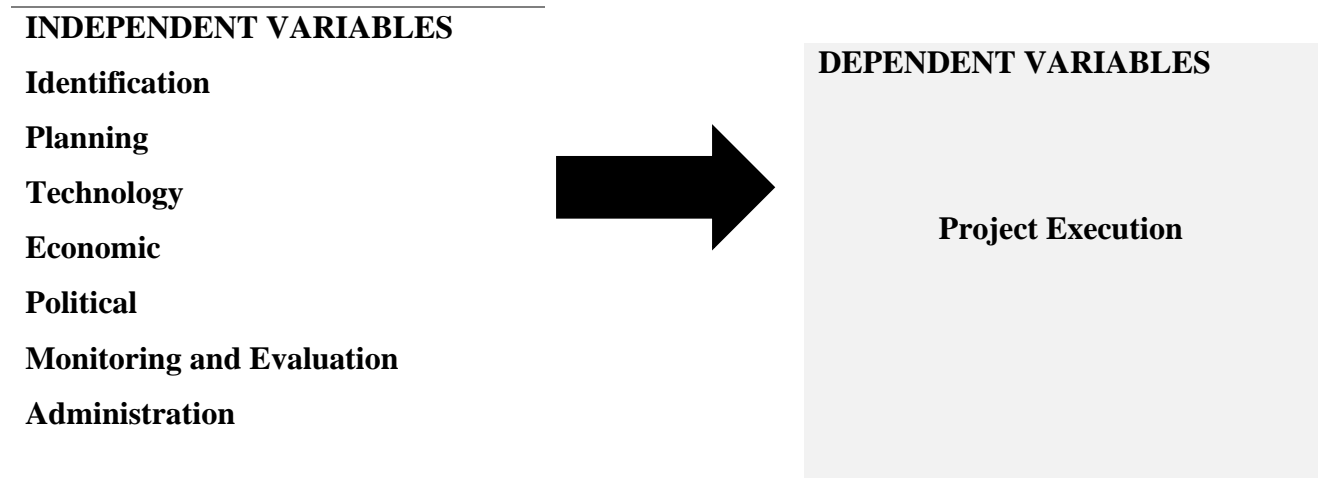 INDEPENDENT VARIABLES
Identification
Planning
Technology
Economic
Political
Monitoring and Evaluation
Administration
DEPENDENT VARIABLES
Project Execution